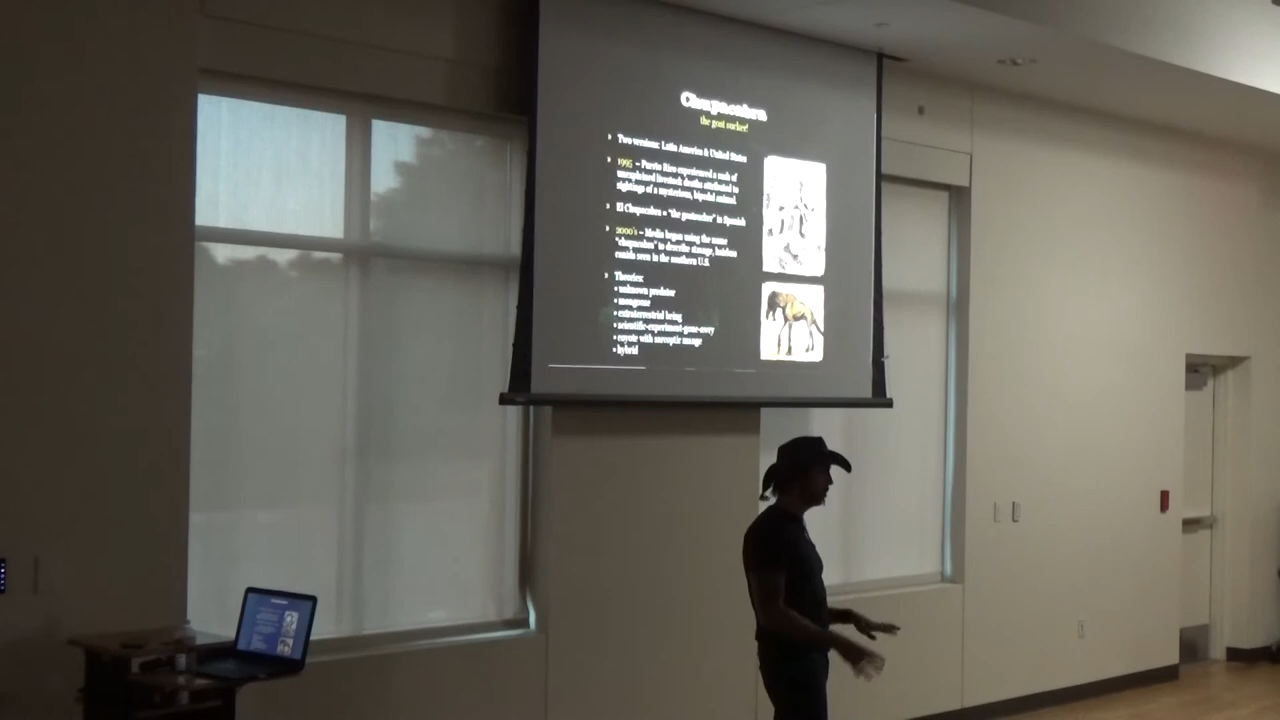 Chupacabra
the goat sucker!
Two versions: Latin America & United States
1995 – Puerto Rico experienced a rash of
unexplained livestock deaths attributed to
sightings of a mysterious, bipedal animal.
El Chupacabra = "the goatsucker" in Spanish
2000's – Media began using the name
"chupacabra" to describe strange, hairless
canids seen in the southern U.S.
Theories:
• unknown predator
• mongoose
• extraterrestrial being
• scientific-experiment-gone-awry
• coyote with sarcoptic mange
• hybrid